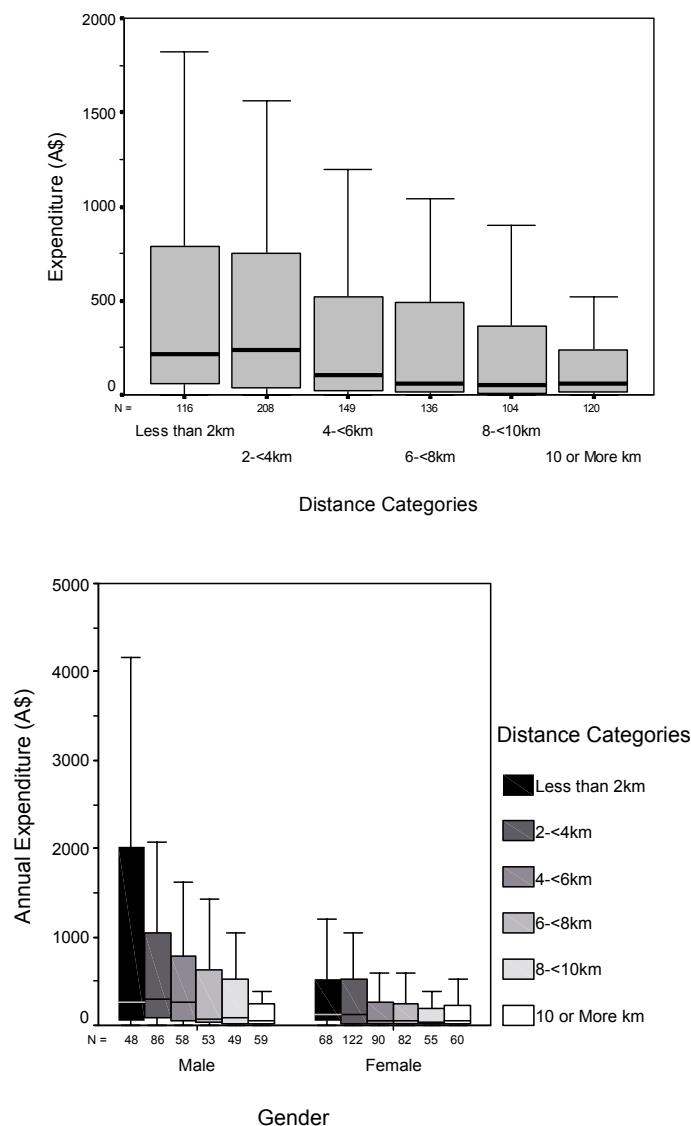 2000
1500
1000
500
0
Expenditure (A$)
N = 116 208 149 136 104 120
Less than 2km 4-<6km 8-<10km
2-<4km 6-<8km 10 or More km
Distance Categories
5000
4000
3000
2000
1000
0
Annual Expenditure (A$)
N = 48 86 58 53 49 59 68 122 90 82 55 60
Male Female
Gender
Distance Categories
Less than 2km
2-<4km
4-<6km
6-<8km
8-<10km
10 or More km